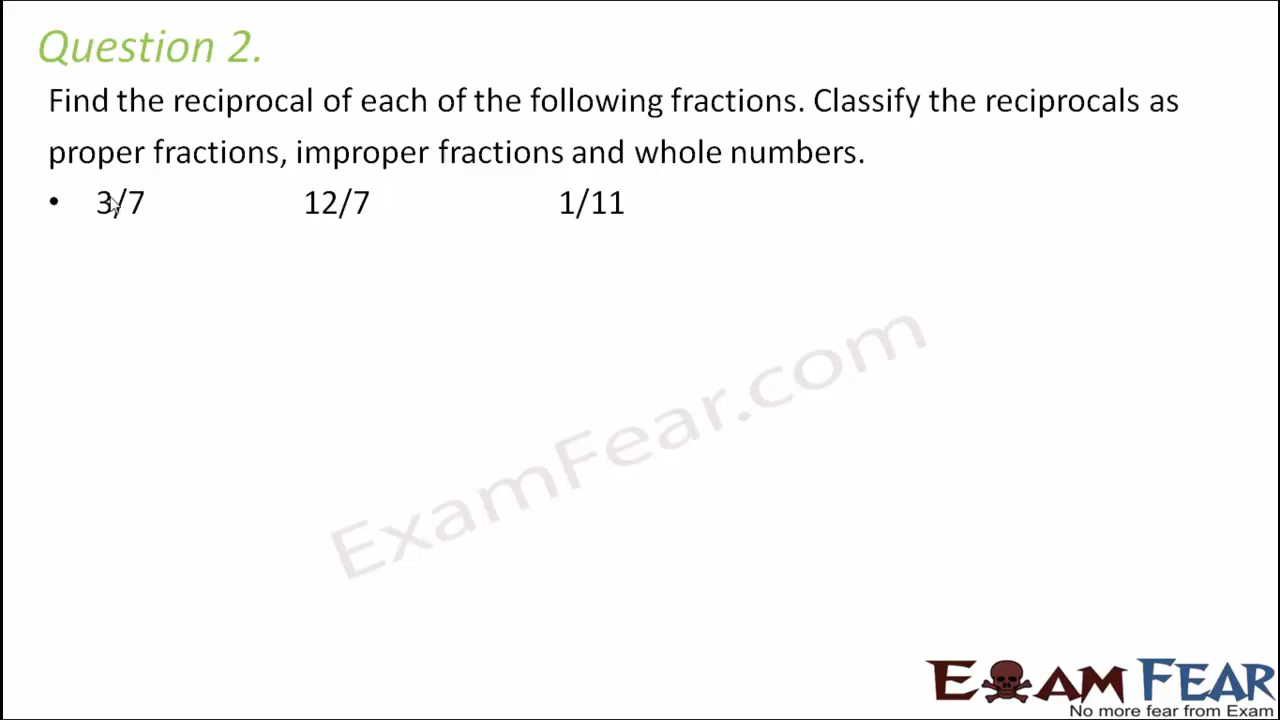 Question 2.
Find the reciprocal of each of the following fractions. Classify the reciprocals as
proper fractions, improper fractions and whole numbers.
• 3/7 12/7 1/11
ExamFear.com
EXAM FEAR
No more fear from Exam